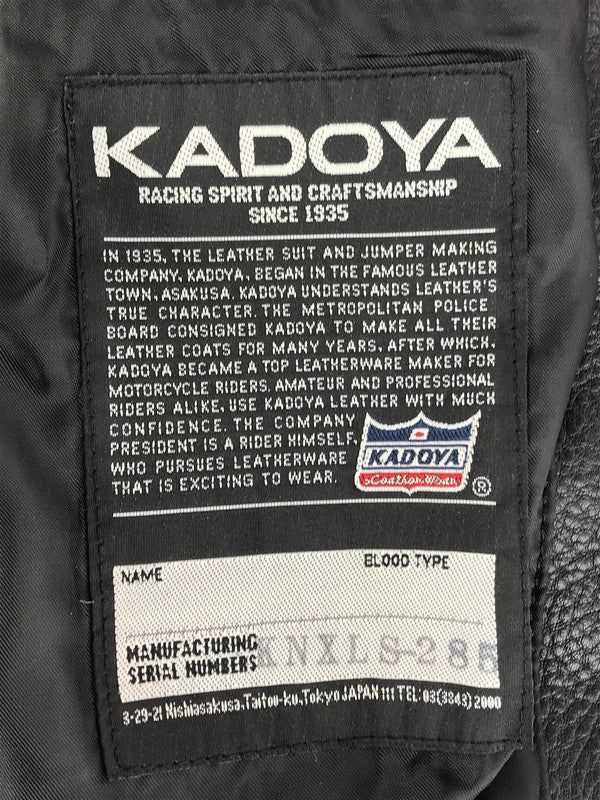 KADOYA
RACING SPIRIT AND CRAFTSMANSHIP
SINCE 1935
IN 1935, THE LEATHER SUIT AND JUMPER MAKING
COMPANY, KADOYA, BEGAN IN THE FAMOUS LEATHER
TOWN, ASAKUSA. KADOYA UNDERSTANDS LEATHER'S
TRUE CHARACTER. THE METROPOLITAN POLICE
BOARD CONSIGNED KADOYA TO MAKE ALL THEIR
LEATHER COATS FOR MANY YEARS. AFTER WHICH,
KADOYA BECAME A TOP LEATHERWARE MAKER FOR
MOTORCYCLE RIDERS. AMATEUR AND PROFESSIONAL
RIDERS ALIKE, USE KADOYA LEATHER WITH MUCH
CONFIDENCE. THE COMPANY
PRESIDENT IS A RIDER HIMSELF,
WHO PURSUES LEATHERWARE
THAT IS EXCITING TO WEAR.
KADOYA
®
NAME
BLOOD TYPE
MANUFACTURING
SERIAL NUMBERS
KNXLS-285
3-29-21 Nishiasakusa, Taitou-ku, Tokyo JAPAN 111 TEL: 03(3843) 2000